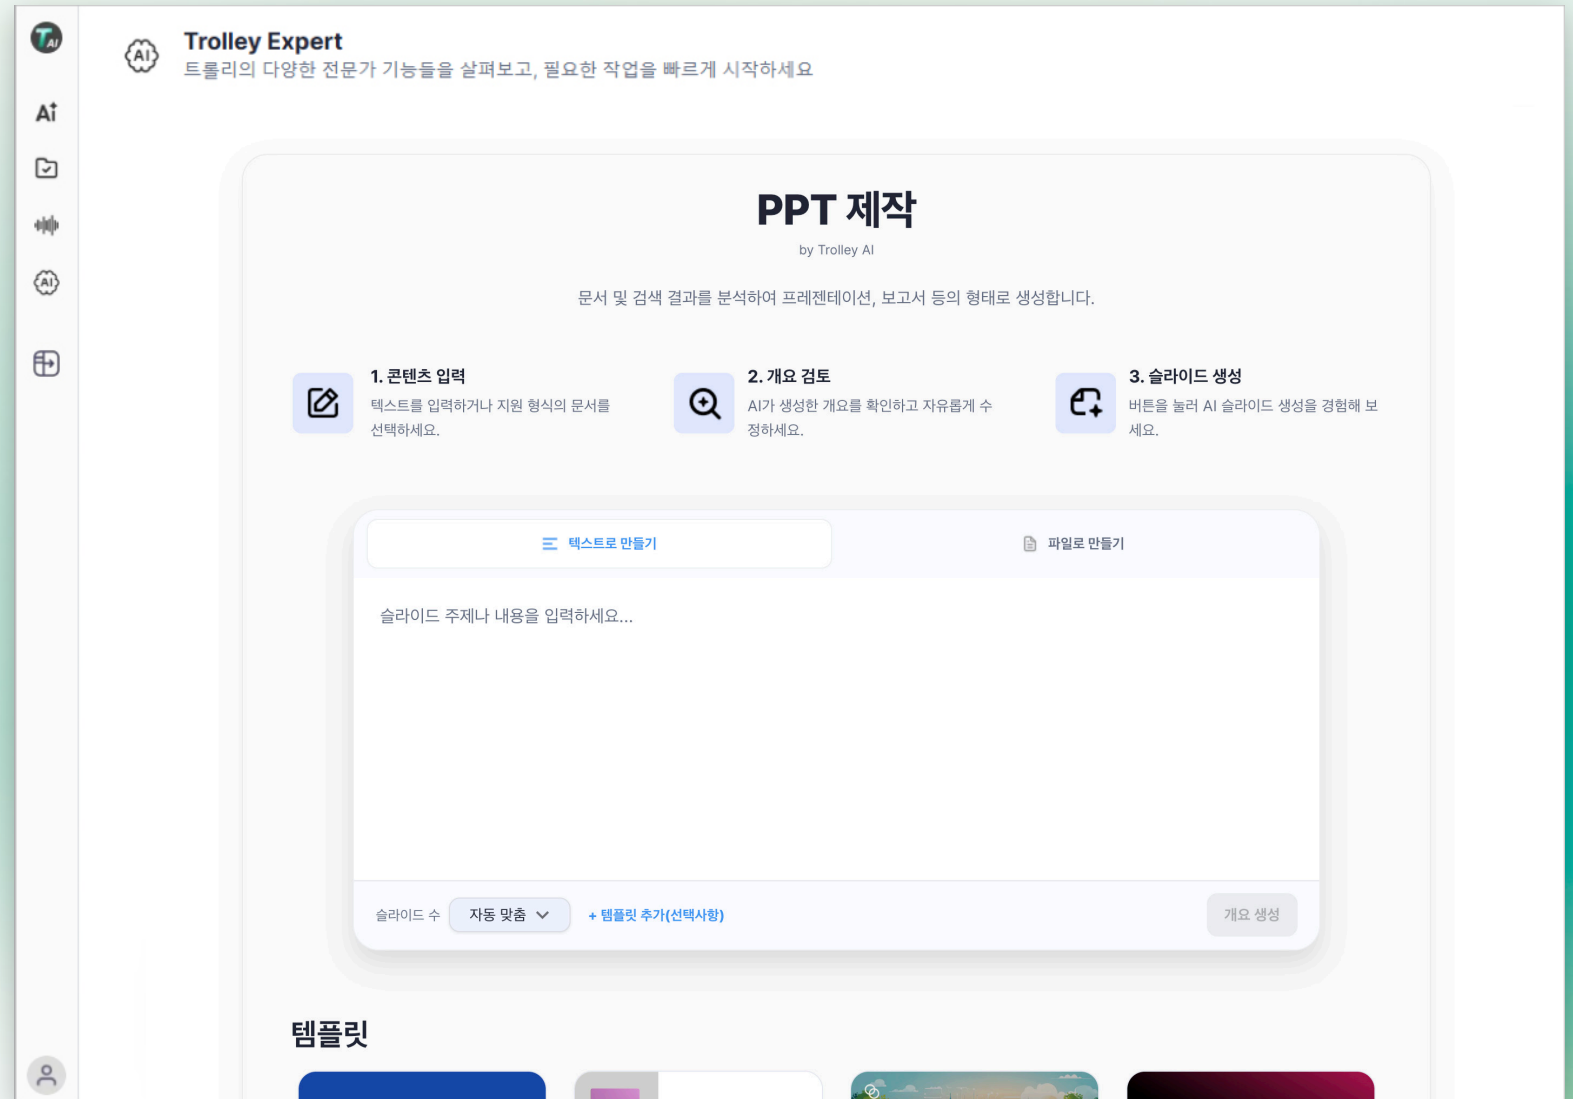 TAI
Trolley Expert
트롤리의 다양한 전문가 기능들을 살펴보고, 필요한 작업을 빠르게 시작하세요
AI
Ai
AI
PPT 제작
by Trolley AI
문서 및 검색 결과를 분석하여 프레젠테이션, 보고서 등의 형태로 생성합니다.
1. 콘텐츠 입력
텍스트를 입력하거나 지원 형식의 문서를
선택하세요.
2. 개요 검토
AI가 생성한 개요를 확인하고 자유롭게 수
정하세요.
3. 슬라이드 생성
버튼을 눌러 AI 슬라이드 생성을 경험해 보
세요.
텍스트로 만들기
파일로 만들기
슬라이드 주제나 내용을 입력하세요...
슬라이드 수
자동 맞춤
+ 템플릿 추가(선택사항)
개요 생성
템플릿